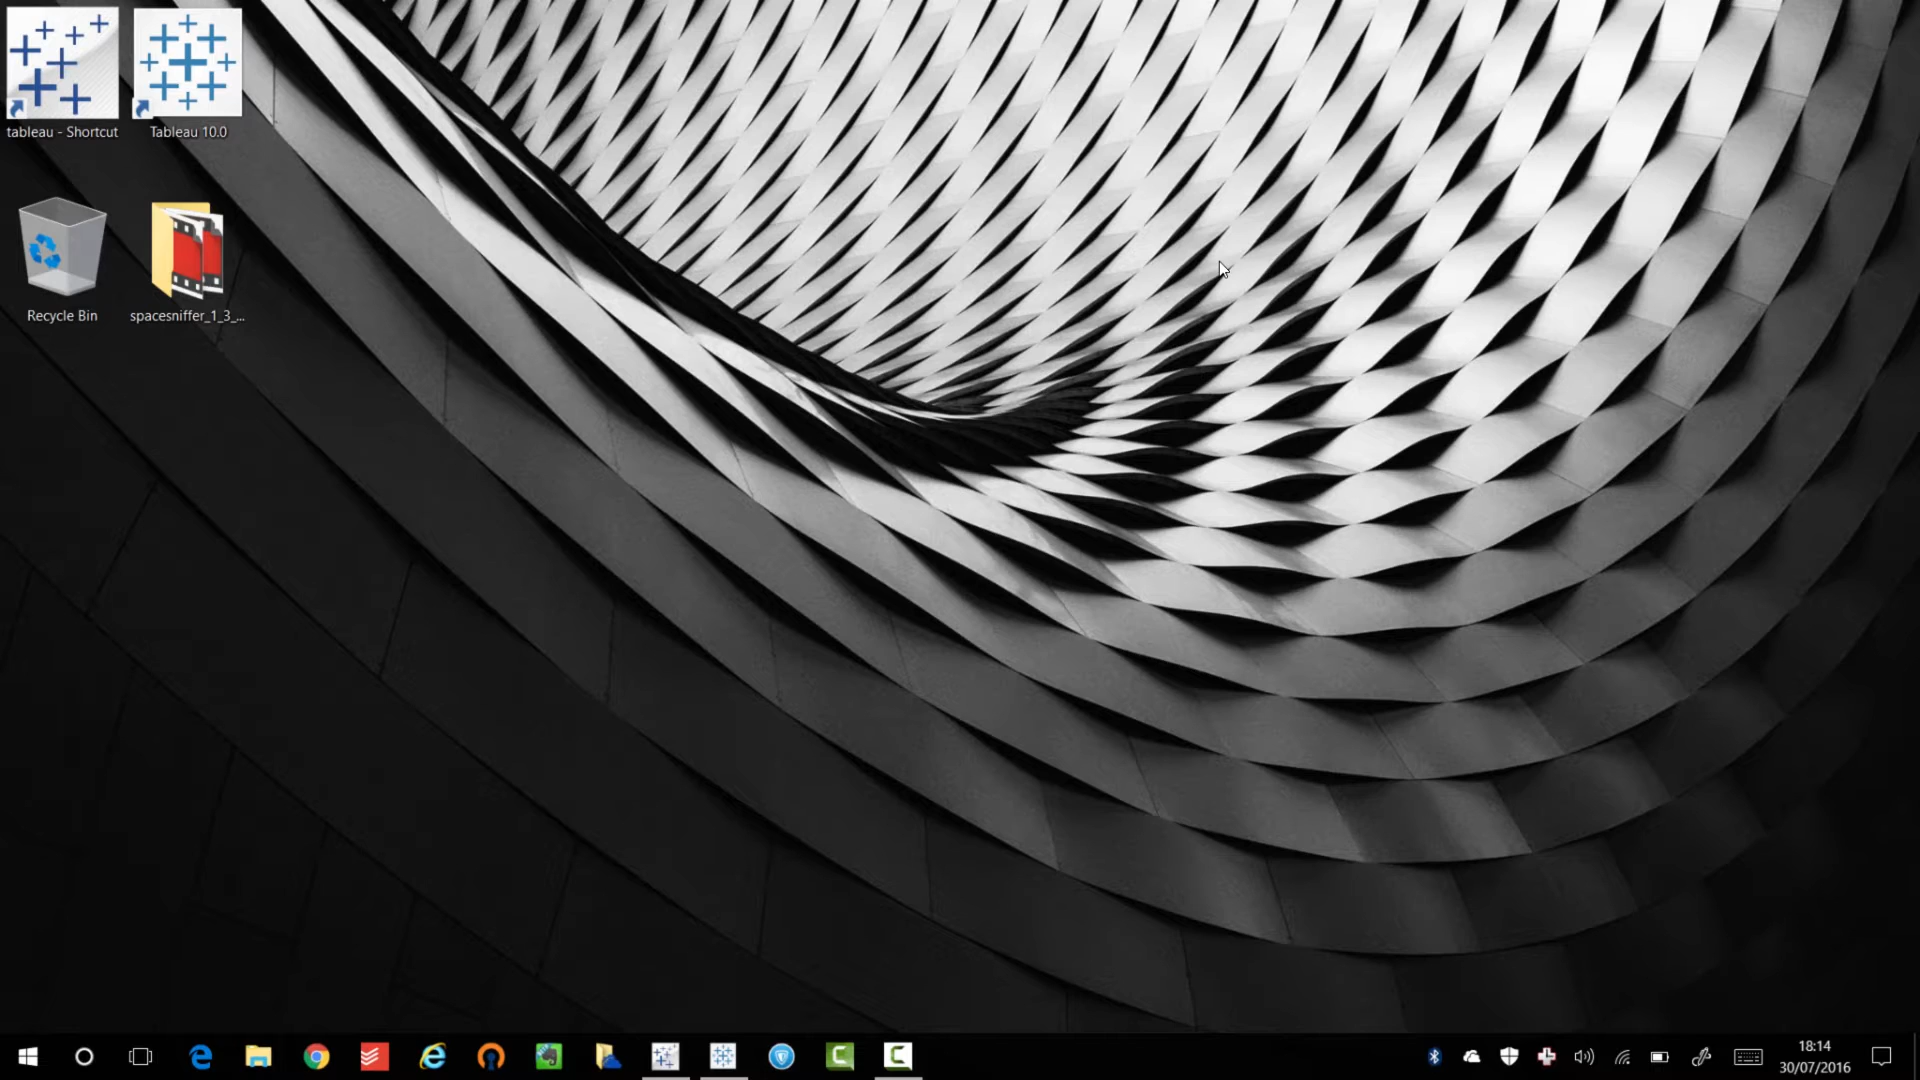 tableau - Shortcut
Tableau 10.0
Recycle Bin
spacesniffer_1_3_...
18:14
30/07/2016